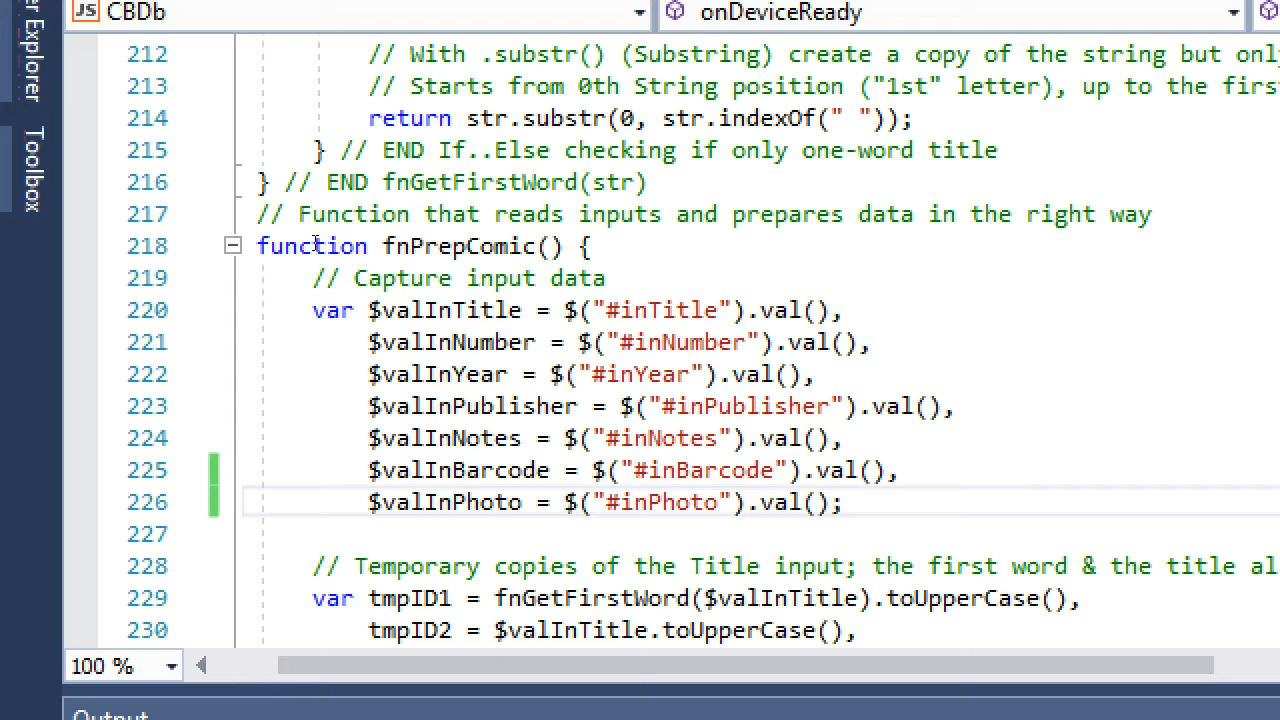 JS CBDb
onDeviceReady
er Explorer
Toolbox
212 // With .substr() (Substring) create a copy of the string but onl
213 // Starts from 0th String position ("1st" letter), up to the firs
214 return str.substr(0, str.indexOf(" "));
215 } // END If..Else checking if only one-word title
216 } // END fnGetFirstWord(str)
217 // Function that reads inputs and prepares data in the right way
218 function fnPrepComic() {
219 // Capture input data
220 var $valInTitle = $("#inTitle").val(),
221 $valInNumber = $("#inNumber").val(),
222 $valInYear = $("#inYear").val(),
223 $valInPublisher = $("#inPublisher").val(),
224 $valInNotes = $("#inNotes").val(),
225 $valInBarcode = $("#inBarcode").val(),
226 $valInPhoto = $("#inPhoto").val();
227
228 // Temporary copies of the Title input; the first word & the title al
229 var tmpID1 = fnGetFirstWord($valInTitle).toUpperCase(),
230 tmpID2 = $valInTitle.toUpperCase(),
100 %
Output